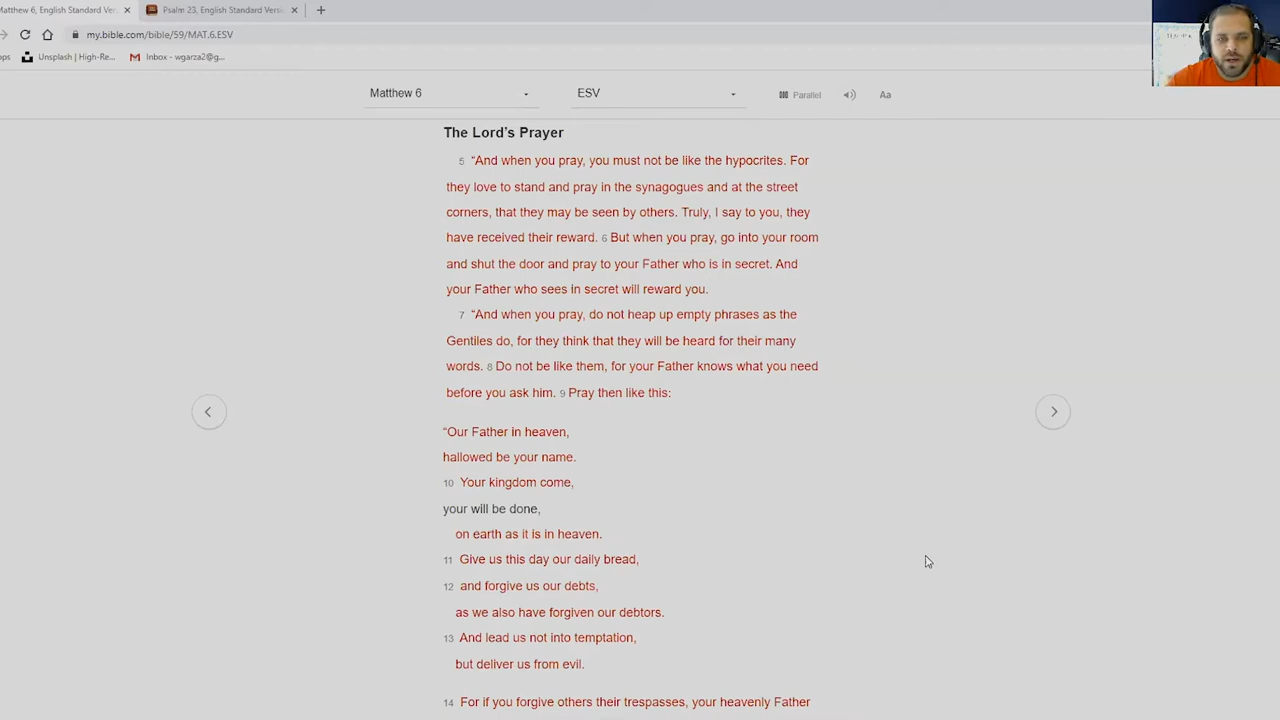 Matthew 6, English Standard Ver
Psalm 23, English Standard Versi
my.bible.com/bible/59/MAT.6.ESV
Unsplash | High-Re...
Inbox - wgarza2@g...
Matthew 6
ESV
Parallel
Aa
The Lord's Prayer
5 “And when you pray, you must not be like the hypocrites. For
they love to stand and pray in the synagogues and at the street
corners, that they may be seen by others. Truly, I say to you, they
have received their reward. 6 But when you pray, go into your room
and shut the door and pray to your Father who is in secret. And
your Father who sees in secret will reward you.
7 “And when you pray, do not heap up empty phrases as the
Gentiles do, for they think that they will be heard for their many
words. 8 Do not be like them, for your Father knows what you need
before you ask him. 9 Pray then like this:
“Our Father in heaven,
hallowed be your name.
10 Your kingdom come,
your will be done,
on earth as it is in heaven.
11 Give us this day our daily bread,
12 and forgive us our debts,
as we also have forgiven our debtors.
13 And lead us not into temptation,
but deliver us from evil.
14 For if you forgive others their trespasses, your heavenly Father